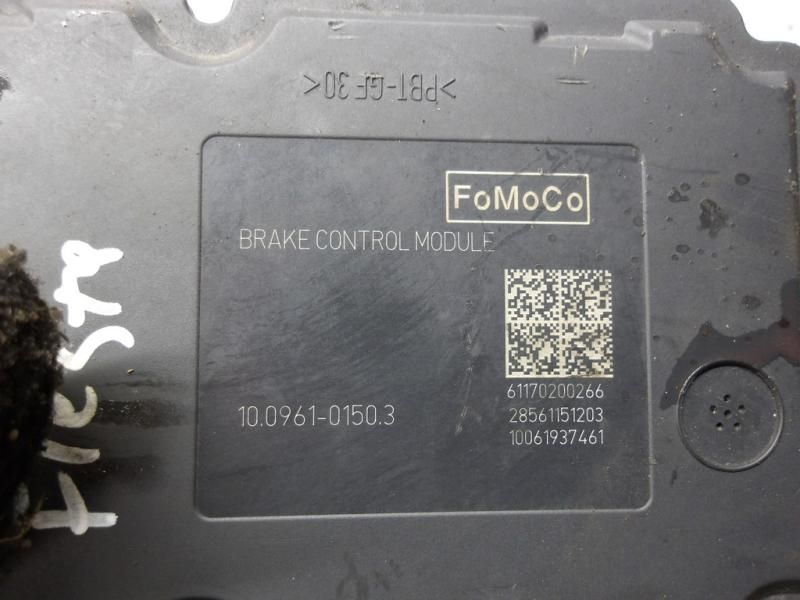 >PBT-GF 30<
FoMoCo
BRAKE CONTROL MODULE
61170200266
10.0961-0150.3
28561151203
10061937461
FIESTA